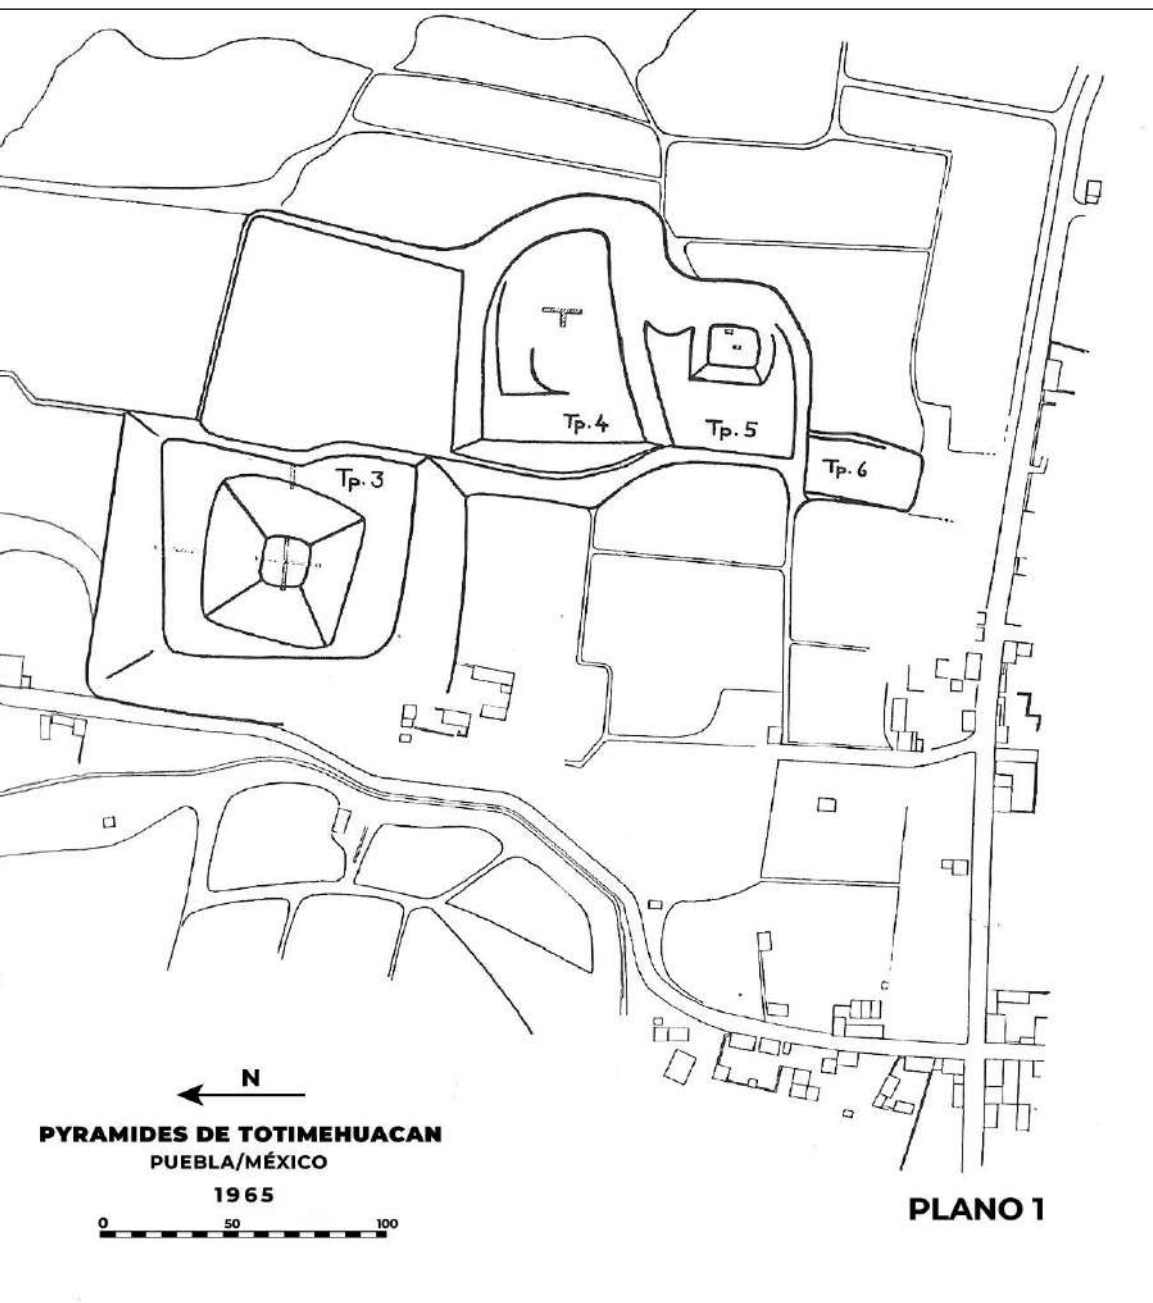 Tp. 4
Tp. 5
Tp. 6
Tp. 3
N
PYRAMIDES DE TOTIMEHUACAN
PUEBLA/MÉXICO
1965
0 50 100
PLANO 1